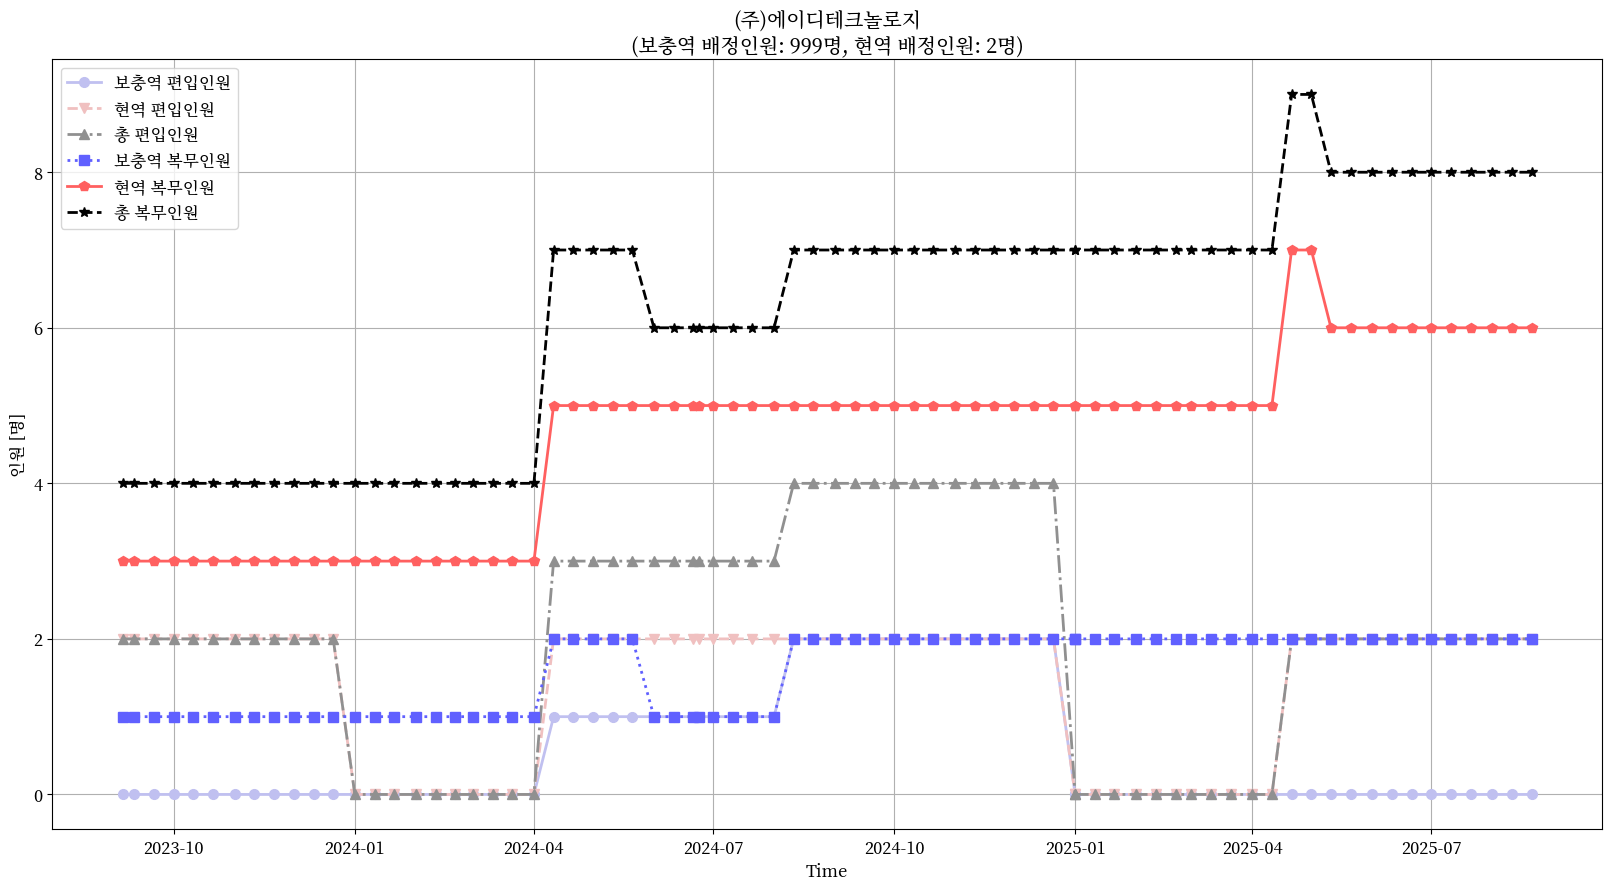 (주)에이디테크놀로지
(보충역 배정인원: 999명, 현역 배정인원: 2명)
보충역 편입인원
현역 편입인원
총 편입인원
보충역 복무인원
현역 복무인원
총 복무인원
인원 [명]
8
6
4
2
0
2023-10
2024-01
2024-04
2024-07
2024-10
2025-01
2025-04
2025-07
Time